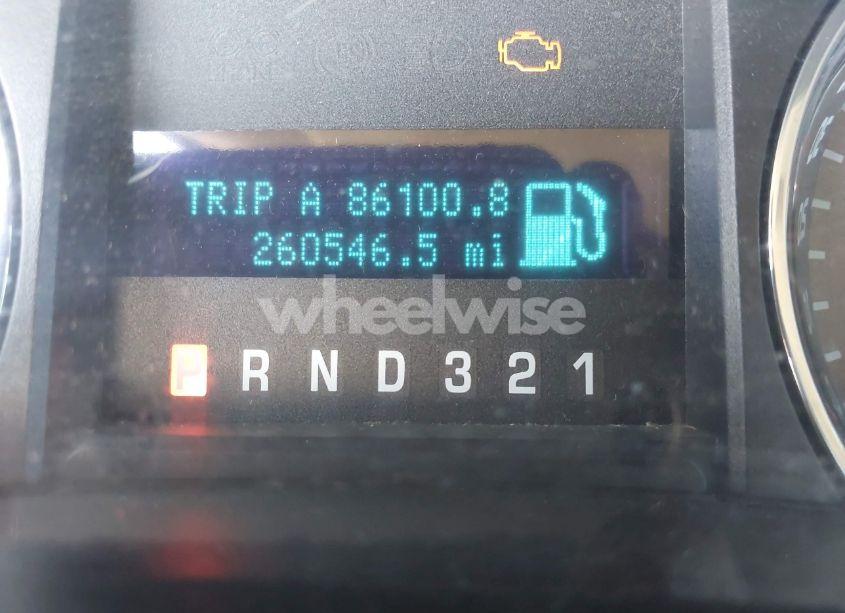 TRIP A 86100.8
260546.5 mi
wheelwise
P R N D 3 2 1